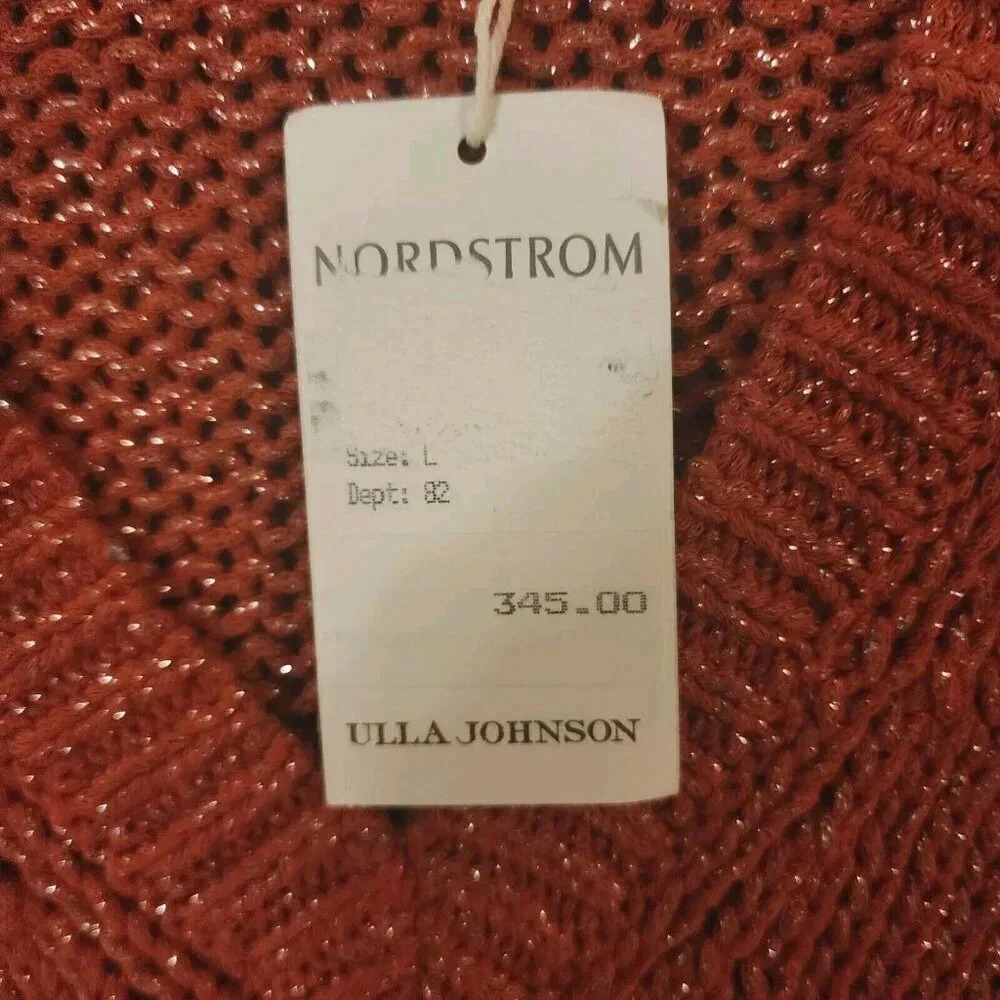 NORDSTROM
Size: L
Dept: 82
345.00
ULLA JOHNSON